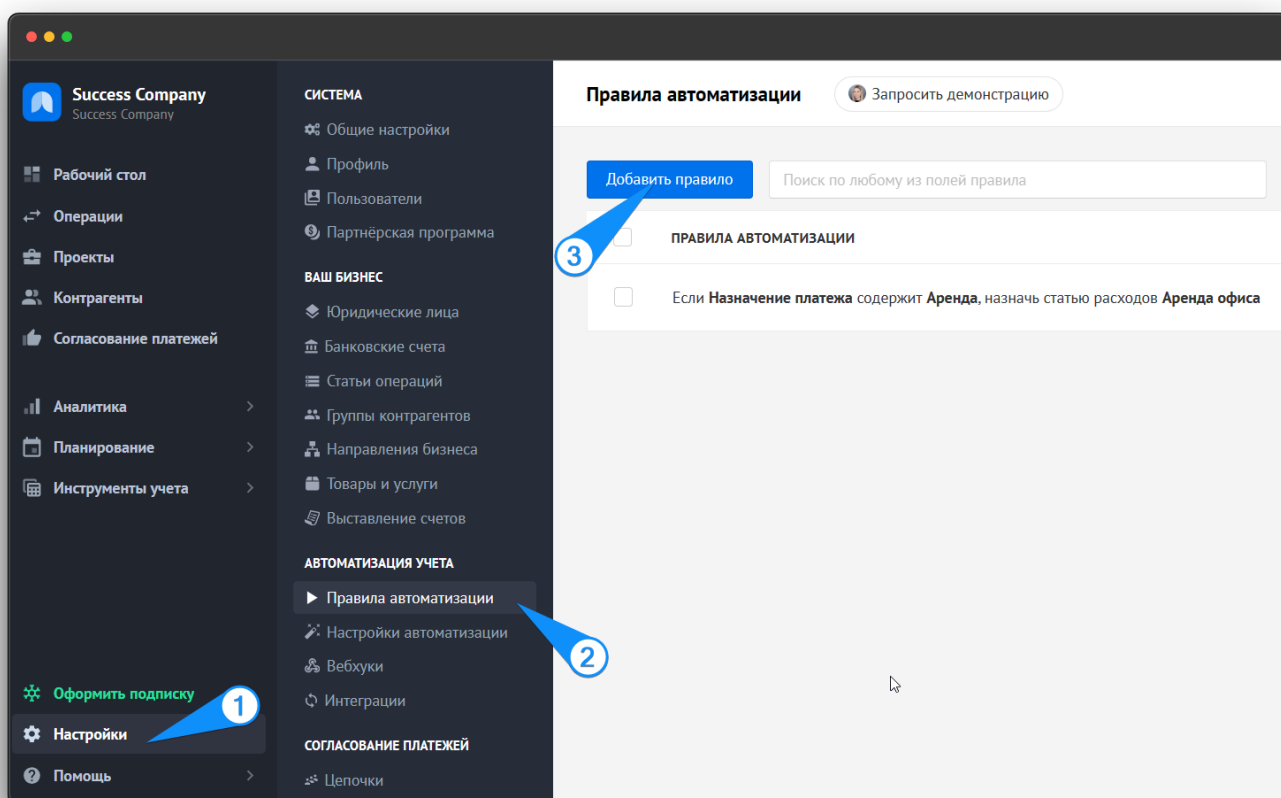 Success Company
Success Company
Рабочий стол
Операции
Проекты
Контрагенты
Согласование платежей
Аналитика
Планирование
Инструменты учета
Оформить подписку
1
Настройки
Помощь
СИСТЕМА
Общие настройки
Профиль
Пользователи
Партнёрская программа
ВАШ БИЗНЕС
Юридические лица
Банковские счета
Статьи операций
Группы контрагентов
Направления бизнеса
Товары и услуги
Выставление счетов
АВТОМАТИЗАЦИЯ УЧЕТА
Правила автоматизации
2
Настройки автоматизации
Вебхуки
Интеграции
СОГЛАСОВАНИЕ ПЛАТЕЖЕЙ
Цепочки
Правила автоматизации Запросить демонстрацию
Добавить правило Поиск по любому из полей правила
3
ПРАВИЛА АВТОМАТИЗАЦИИ
Если Назначение платежа содержит Аренда, назначь статью расходов Аренда офиса